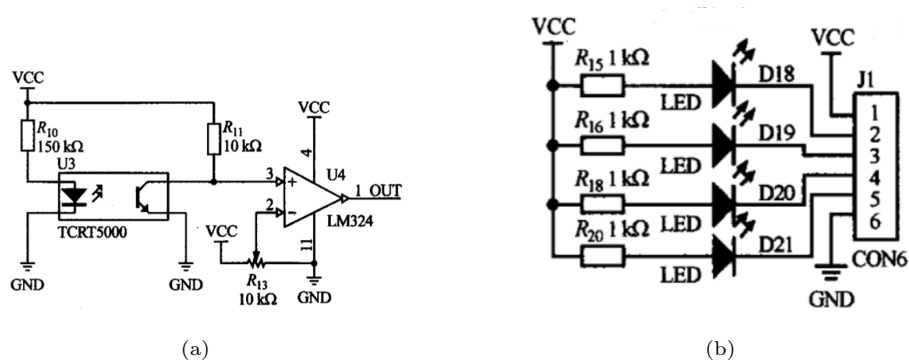 VCC
R10
150 kΩ
U3
TCRT5000
GND
R11
10 kΩ
GND
VCC
4
3
+
2
−
U4
1 OUT
LM324
11
VCC
R13
10 kΩ
GND
(a)
VCC
R15 1 kΩ
LED
D18
R16 1 kΩ
LED
D19
R18 1 kΩ
LED
D20
R20 1 kΩ
LED
D21
VCC
J1
1
2
3
4
5
6
CON6
GND
(b)